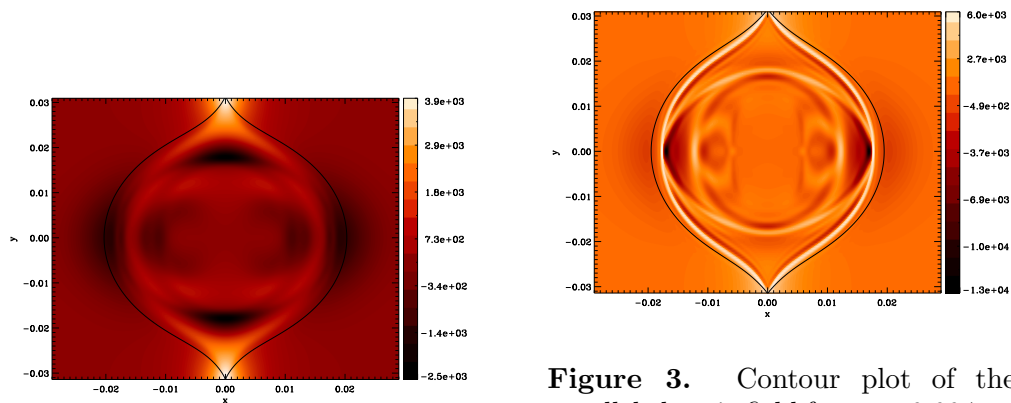 0.03
0.02
0.01
0.00
-0.01
-0.02
-0.03
y
-0.02 -0.01 0.00 0.01 0.02
x
3.9e+03
2.9e+03
1.8e+03
7.3e+02
-3.4e+02
-1.4e+03
-2.5e+03
0.03
0.02
0.01
0.00
-0.01
-0.02
-0.03
y
-0.02 -0.01 0.00 0.01 0.02
x
6.0e+03
2.7e+03
-4.9e+02
-3.7e+03
-6.9e+03
-1.0e+04
-1.3e+04
Figure 3. Contour plot of the